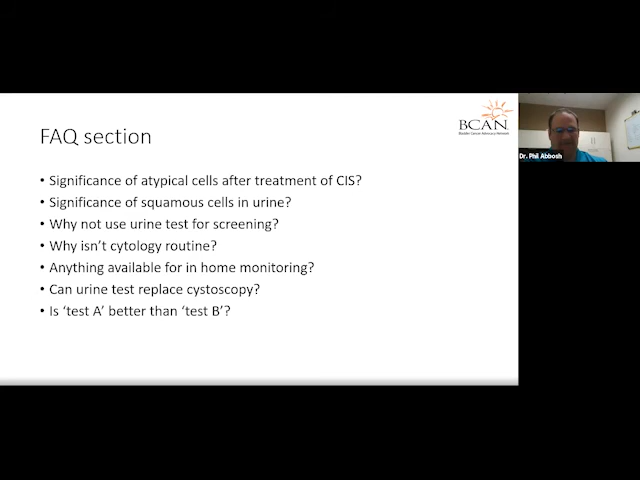 FAQ section
BCAN
Bladder Cancer Advocacy Network
Dr. Phil Abbosh
• Significance of atypical cells after treatment of CIS?
• Significance of squamous cells in urine?
• Why not use urine test for screening?
• Why isn't cytology routine?
• Anything available for in home monitoring?
• Can urine test replace cystoscopy?
• Is ‘test A’ better than ‘test B’?